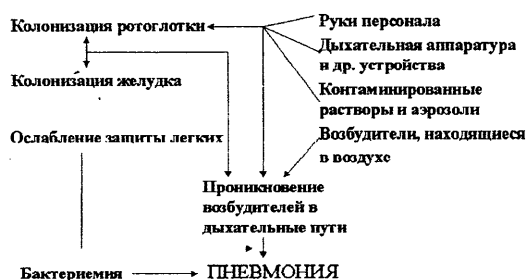 Колонизация ротоглотки
Руки персонала
Дыхательная аппаратура
и др. устройства
Колонизация желудка
Контаминированные
растворы и аэрозоли
Ослабление защиты легких
Возбудители, находящиеся
в воздухе
Проникновение
возбудителей в
дыхательные пути
Бактериемия
ПНЕВМОНИЯ